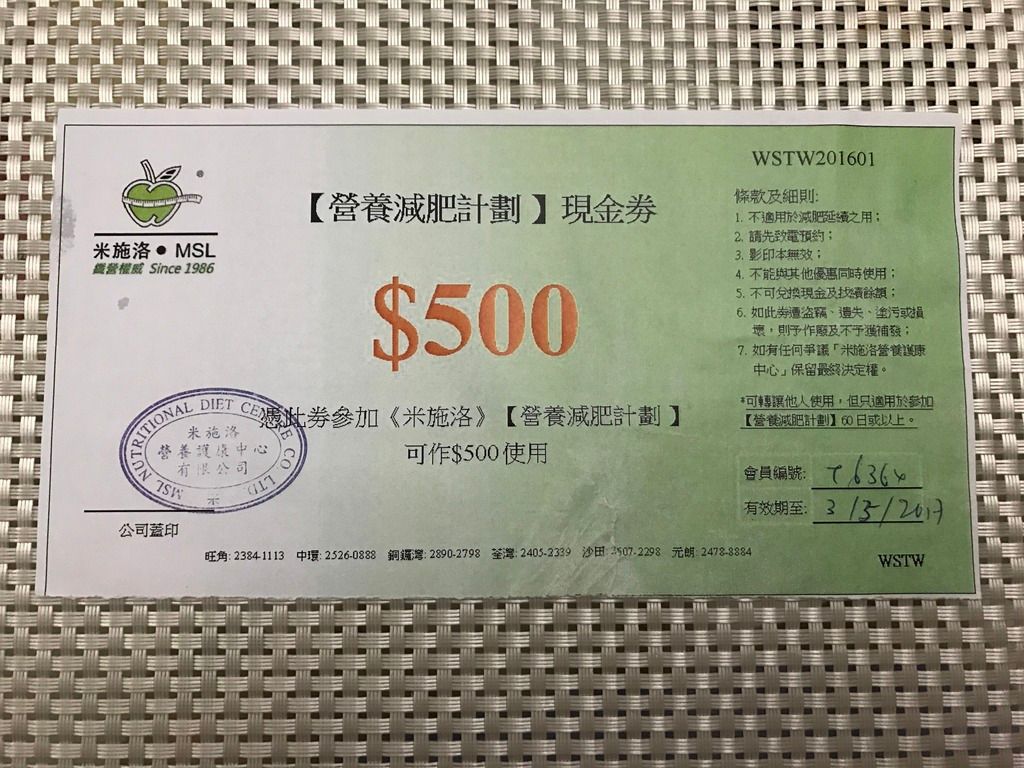 WSTW201601
米施洛●MSL
纖營權威 Since 1986
【營養減肥計劃】現金券
$500
憑此券參加《米施洛》【營養減肥計劃】
可作$500使用
條款及細則:
1. 不適用於減肥延續之用；
2. 請先致電預約；
3. 影印本無效；
4. 不能與其他優惠同時使用；
5. 不可兌換現金及找續餘額；
6. 如此券遭盜竊、遺失、塗污或損
壞，則予作廢及不予獲補發；
7. 如有任何爭議「米施洛營養護康
中心」保留最終決定權。
*可轉讓他人使用，但只適用於參加
【營養減肥計劃】60日或以上。
會員編號:
有效期至: 3/5/2017
MSL NUTRITIONAL DIET CENTRE CO LTD.
米施洛
營養護康中心
有限公司
公司蓋印
旺角: 2384-1113 中環: 2526-0888 銅鑼灣: 2890-2798 荃灣: 2405-2339 沙田: 2607-2298 元朗: 2478-8884
WSTW